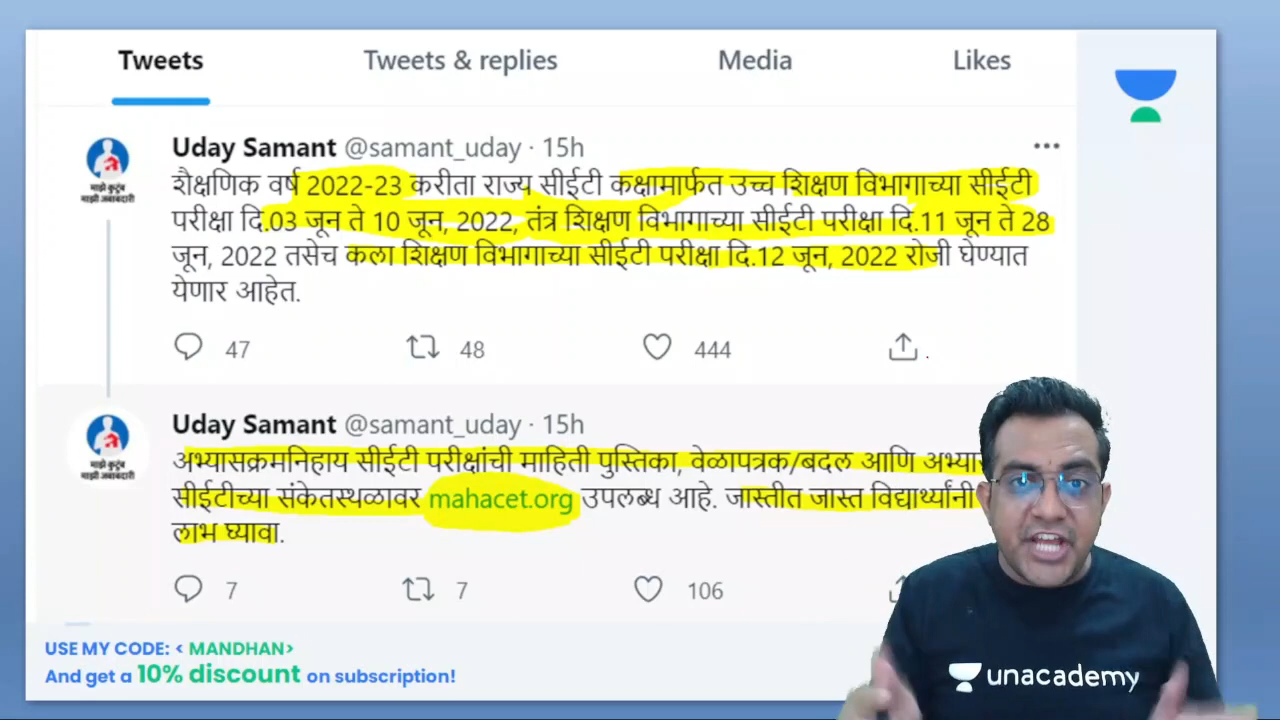 Tweets Tweets & replies Media Likes
Uday Samant @samant_uday · 15h
शैक्षणिक वर्ष 2022-23 करीता राज्य सीईटी कक्षामार्फत उच्च शिक्षण विभागाच्या सीईटी
परीक्षा दि.03 जून ते 10 जून, 2022, तंत्र शिक्षण विभागाच्या सीईटी परीक्षा दि.11 जून ते 28
जून, 2022 तसेच कला शिक्षण विभागाच्या सीईटी परीक्षा दि.12 जून, 2022 रोजी घेण्यात
येणार आहेत.
47 48 444
माझे कुटुंब
माझी जबाबदारी
Uday Samant @samant_uday · 15h
अभ्यासक्रमनिहाय सीईटी परीक्षांची माहिती पुस्तिका, वेळापत्रक/बदल आणि
सीईटीच्या संकेतस्थळावर mahacet.org उपलब्ध आहे. जास्तीत जास्त विद्यार्थ्यांनी
लाभ घ्यावा.
7 7 106
माझे कुटुंब
माझी जबाबदारी
USE MY CODE: < MANDHAN>
And get a 10% discount on subscription!
unacademy